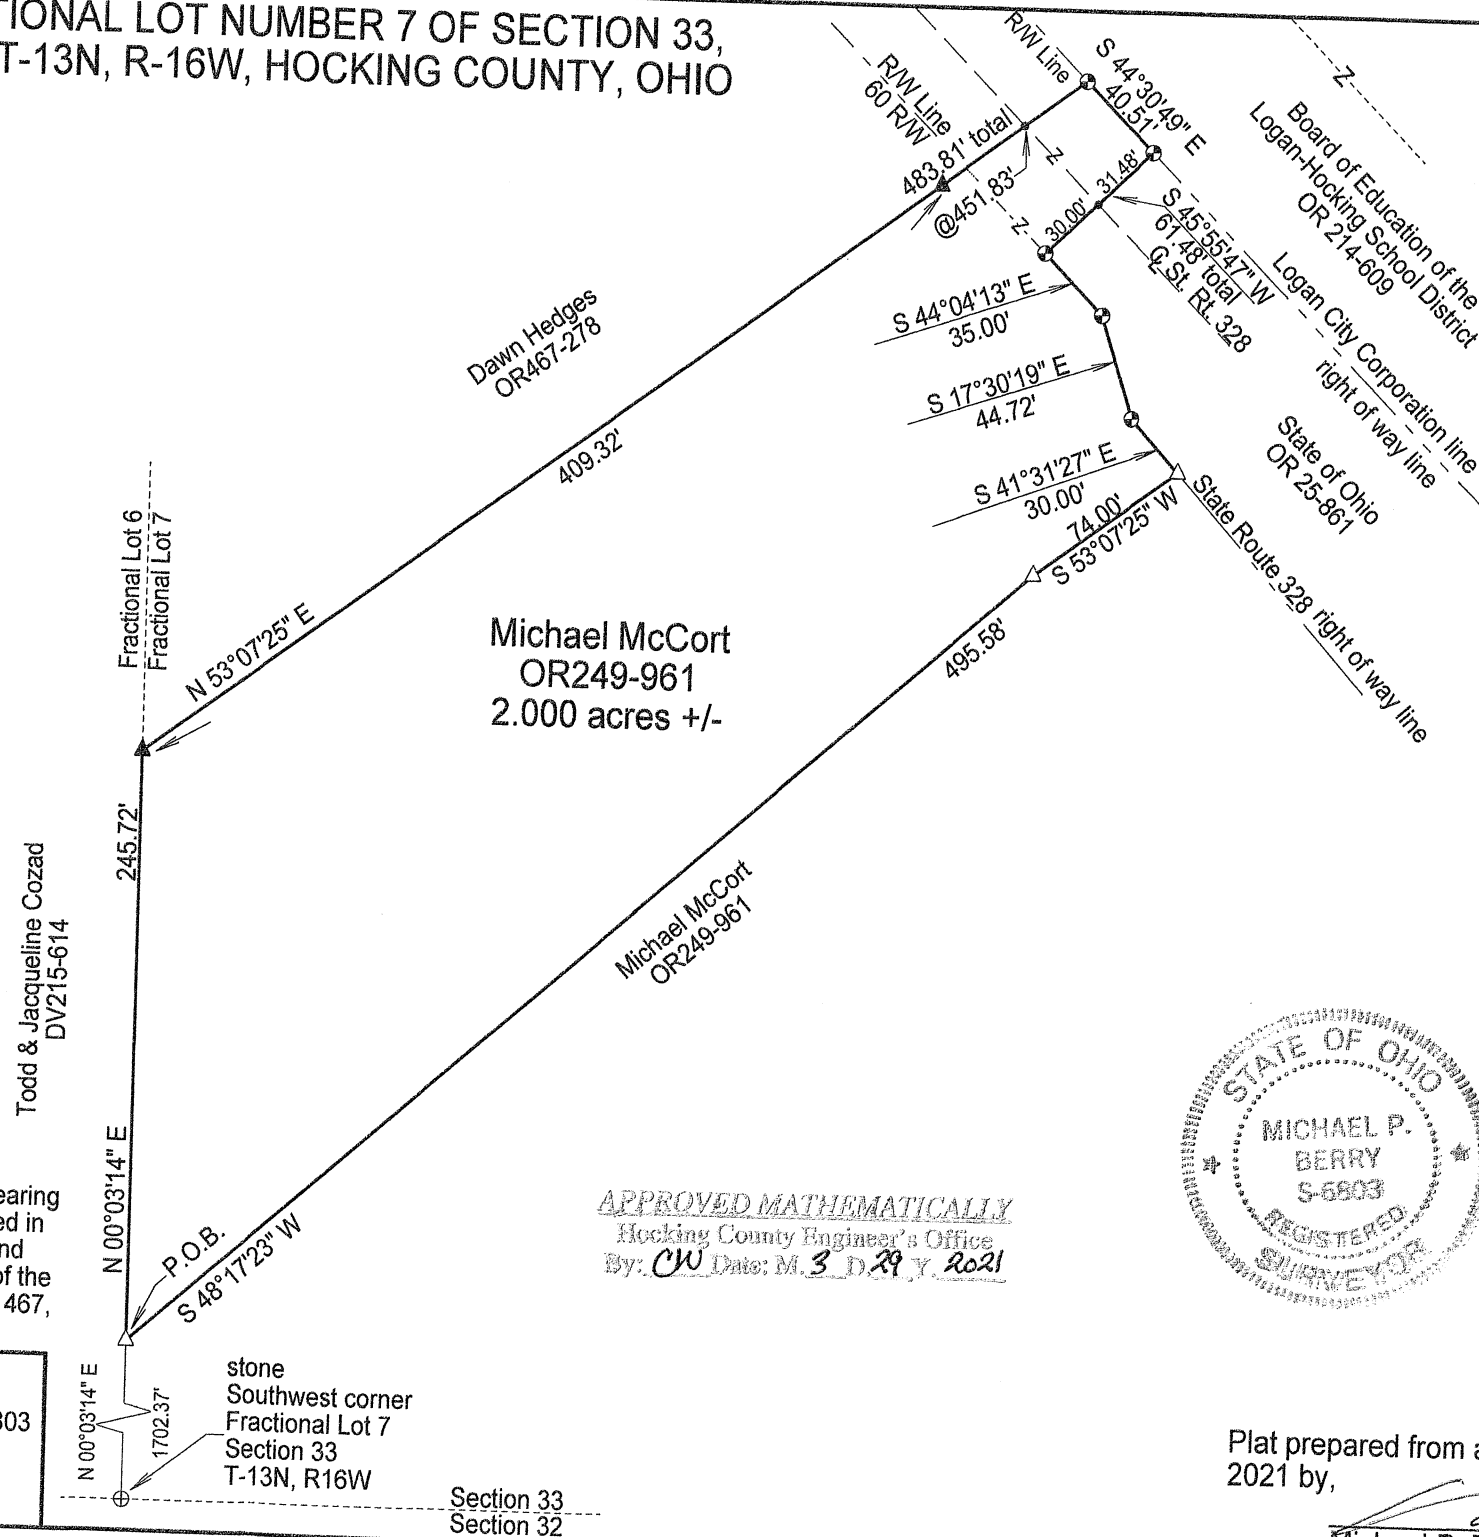 TIONAL LOT NUMBER 7 OF SECTION 33,
T-13N, R-16W, HOCKING COUNTY, OHIO
R/W Line
60 R/W
R/W Line
S 44°30'49" E
40.51'
Z
Board of Education of the
Logan-Hocking School District
OR 214-609
483.81' total
@451.83'
Z
Z
31.48'
30.00'
S 45°55'47" W
61.48' total
℄ St. Rt. 328
Logan City Corporation line
right of way line
State of Ohio
OR 25-861
Dawn Hedges
OR467-278
409.32'
S 44°04'13" E
35.00'
S 17°30'19" E
44.72'
S 41°31'27" E
30.00'
74.00'
S 53°07'25" W
State Route 328 right of way line
Fractional Lot 6
Fractional Lot 7
N 53°07'25" E
Michael McCort
OR249-961
2.000 acres +/-
495.58'
245.72'
Todd & Jacqueline Cozad
DV215-614
Michael McCort
OR249-961
N 00°03'14" E
P.O.B.
S 48°17'23" W
earing
ed in
nd
of the
467,
303
APPROVED MATHEMATICALLY
Hocking County Engineer's Office
By: CW Date: M. 3 D. 29 Y. 2021
STATE OF OHIO
MICHAEL P.
BERRY
S-6803
REGISTERED
SURVEYOR
N 00°03'14" E
1702.37'
stone
Southwest corner
Fractional Lot 7
Section 33
T-13N, R16W
Section 33
Section 32
Plat prepared from a
2021 by,